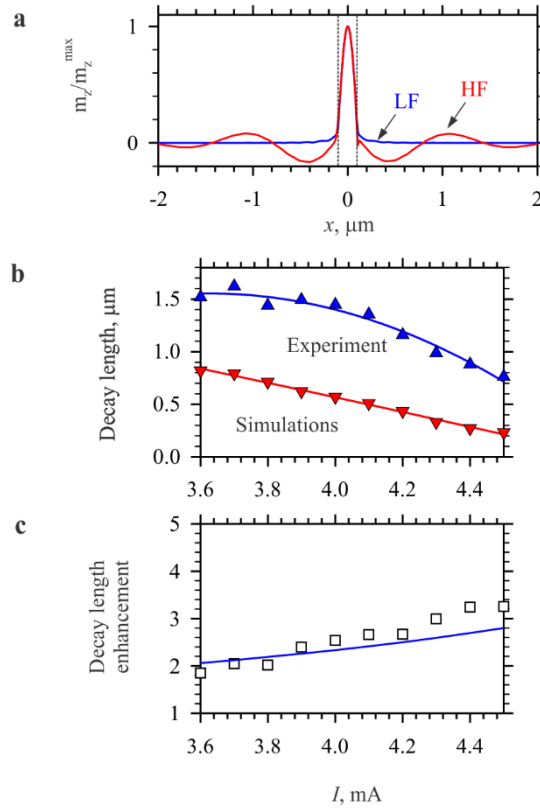 a
m_z/m_z^max
1
0
LF
HF
-2 -1 0 1 2
x, μm
b
Decay length, μm
1.5
1.0
0.5
0.0
Experiment
Simulations
3.6 3.8 4.0 4.2 4.4
c
Decay length
enhancement
5
4
3
2
1
3.6 3.8 4.0 4.2 4.4
I, mA